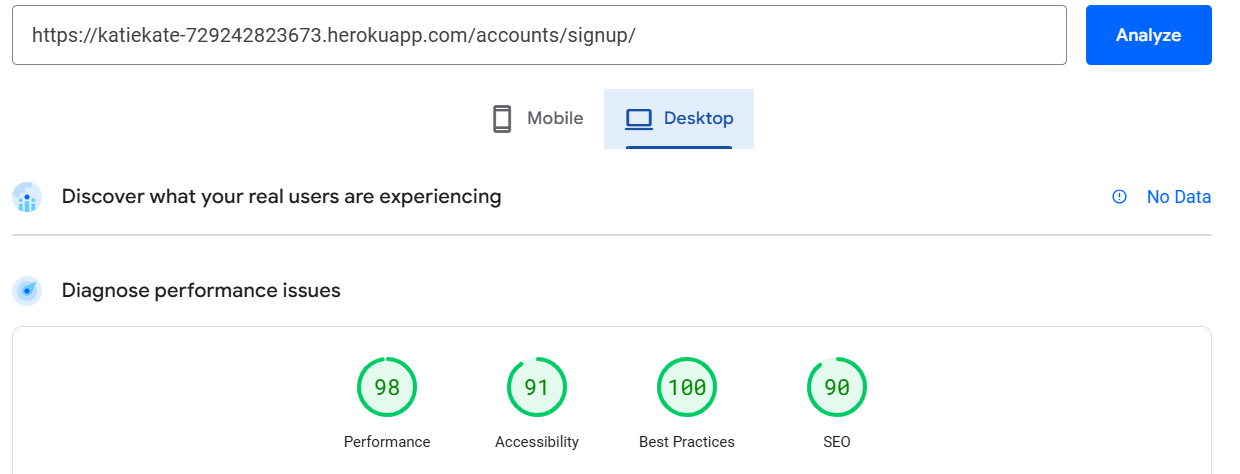 https://katiekate-729242823673.herokuapp.com/accounts/signup/
Analyze
Mobile
Desktop
Discover what your real users are experiencing
No Data
Diagnose performance issues
98
91
100
90
Performance
Accessibility
Best Practices
SEO